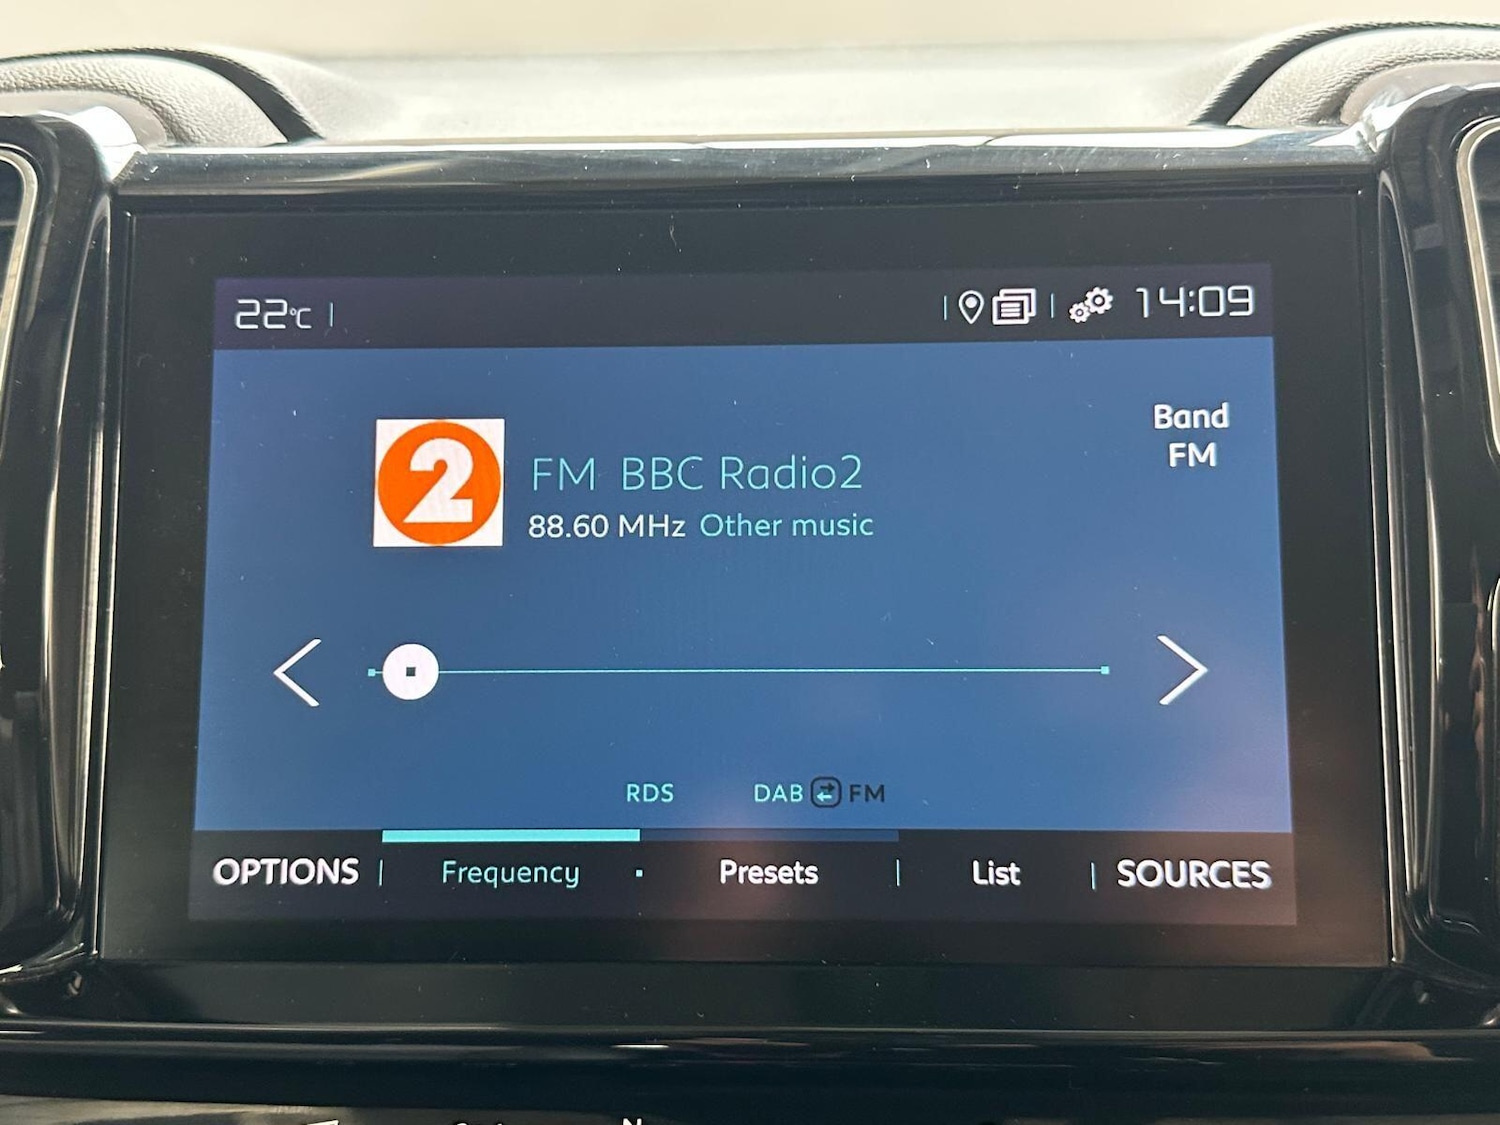 22°C
14:09
Band
FM
2
FM BBC Radio2
88.60 MHz Other music
RDS DAB FM
OPTIONS Frequency Presets List SOURCES